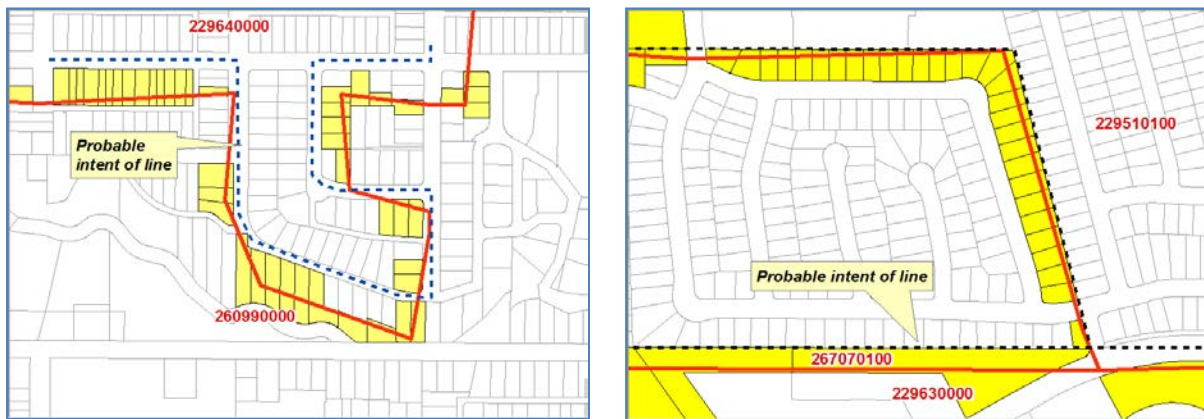 229640000
Probable
intent of line
260990000
229510100
Probable intent of line
267070100
229630000